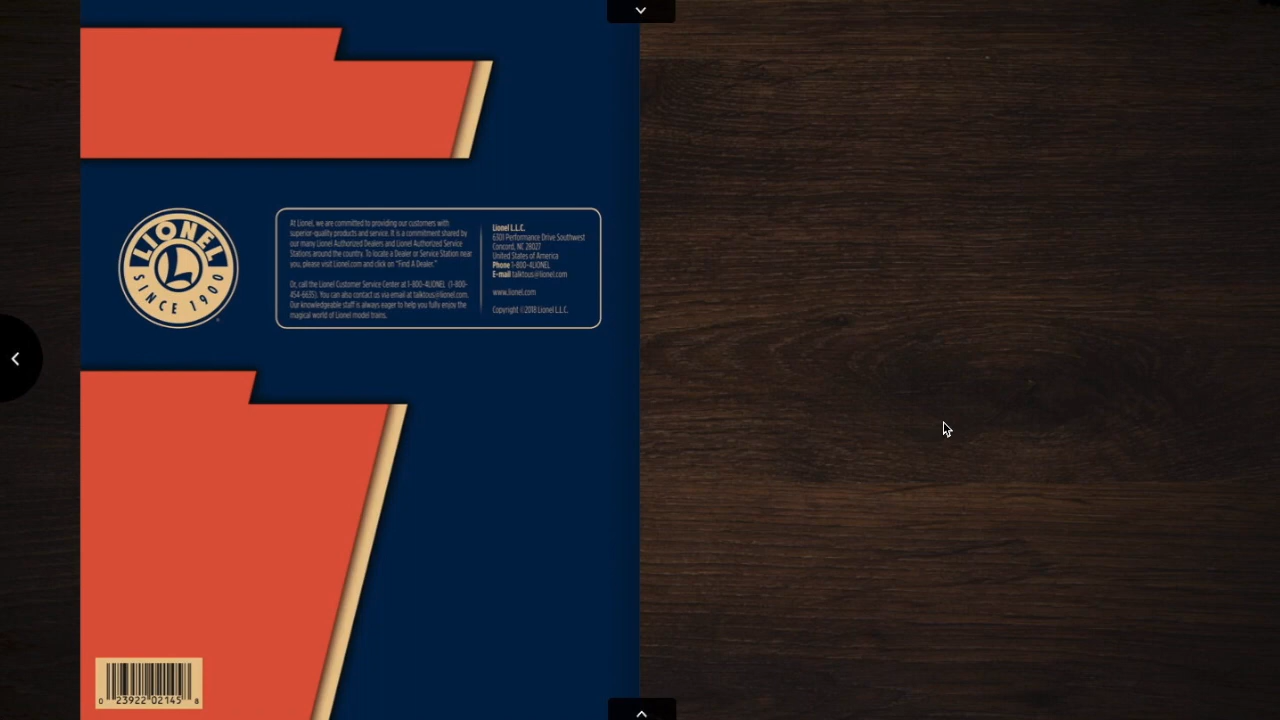 LIONEL
L
SINCE 1900
At Lionel, we are committed to providing our customers with
superior-quality products and service. It is a commitment shared by
our many Lionel Authorized Dealers and Lionel Authorized Service
Stations around the country. To locate a Dealer or Service Station near
you, please visit Lionel.com and click on "Find A Dealer."
Or, call the Lionel Customer Service Center at 1-800-4LIONEL (1-800-
454-6635). You can also contact us via email at talktous@lionel.com.
Our knowledgeable staff is always eager to help you fully enjoy the
magical world of Lionel model trains.
Lionel L.L.C.
6301 Performance Drive Southwest
Concord, NC 28027
United States of America
Phone 1-800-4LIONEL
E-mail talktous@lionel.com
www.lionel.com
Copyright ©2018 Lionel L.L.C.
0 23922 02145 8